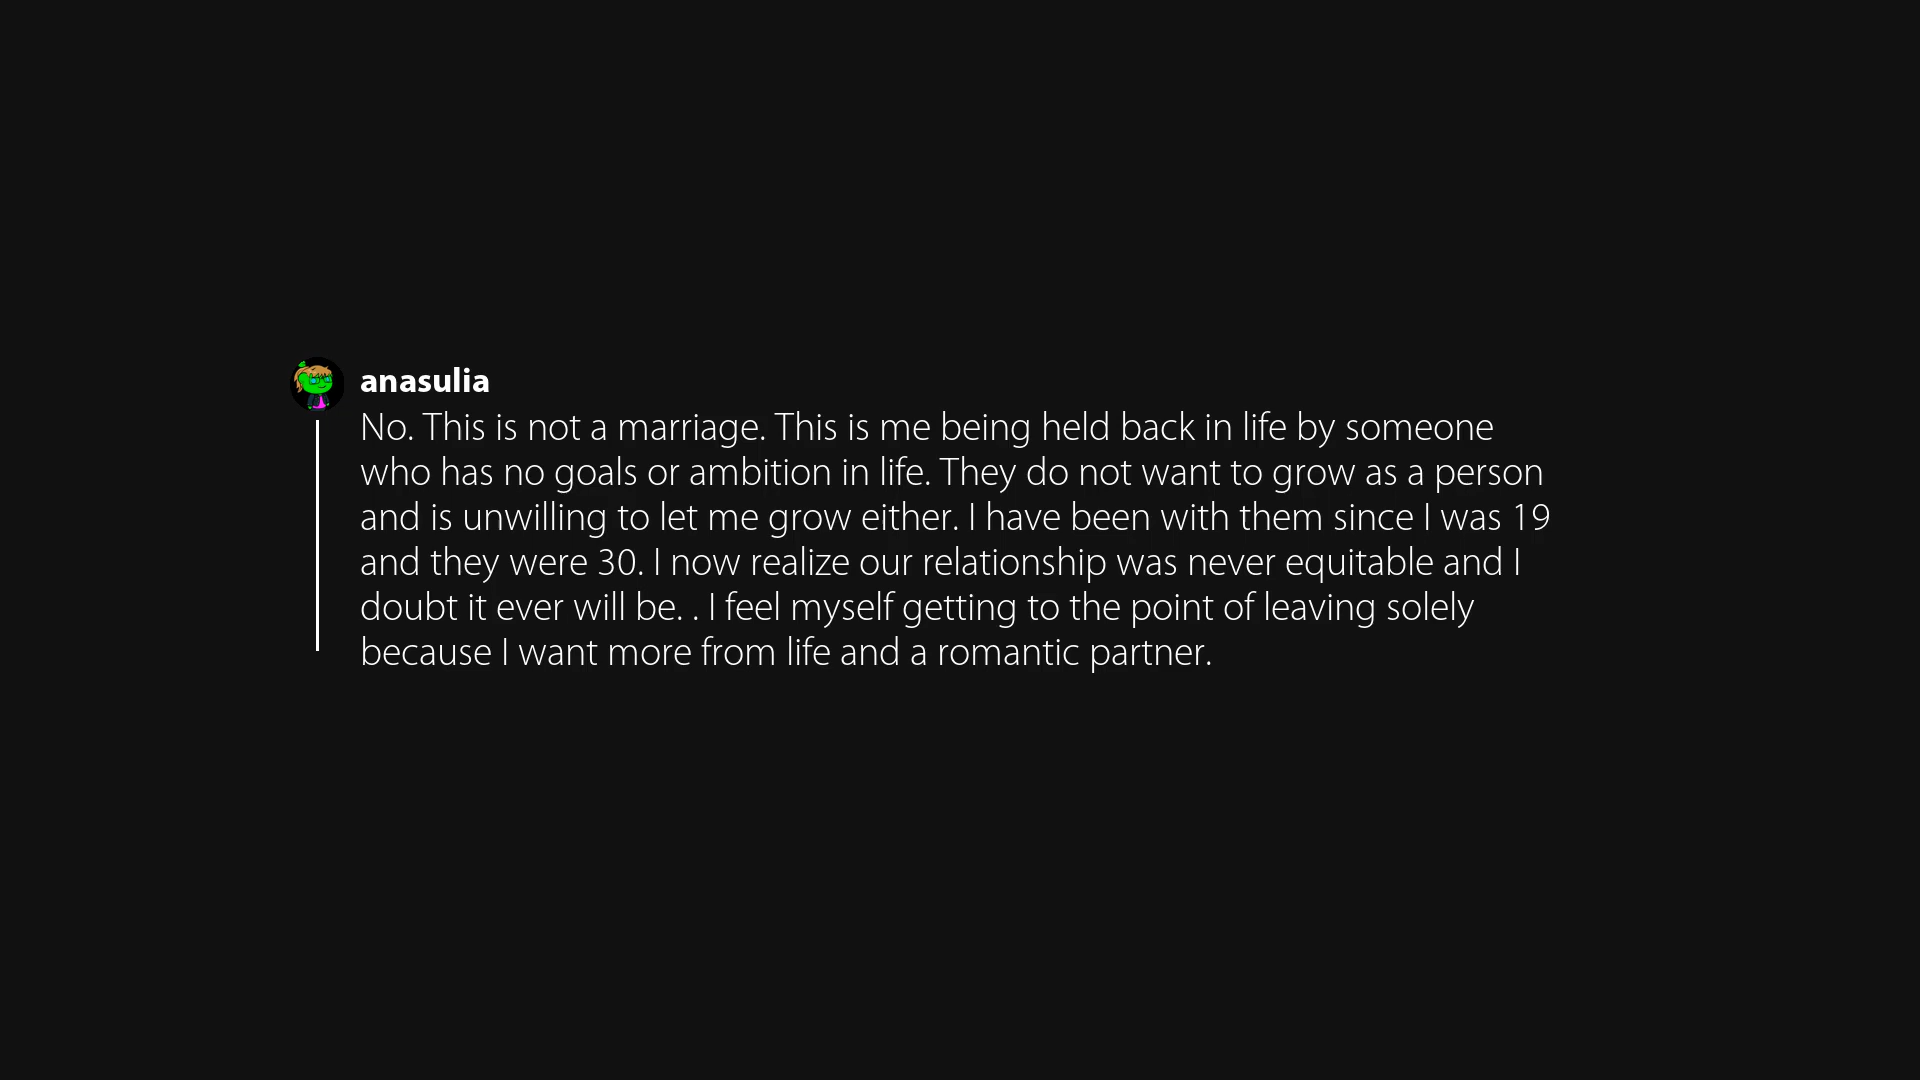 anasulia
No. This is not a marriage. This is me being held back in life by someone
who has no goals or ambition in life. They do not want to grow as a person
and is unwilling to let me grow either. I have been with them since I was 19
and they were 30. I now realize our relationship was never equitable and I
doubt it ever will be. . I feel myself getting to the point of leaving solely
because I want more from life and a romantic partner.